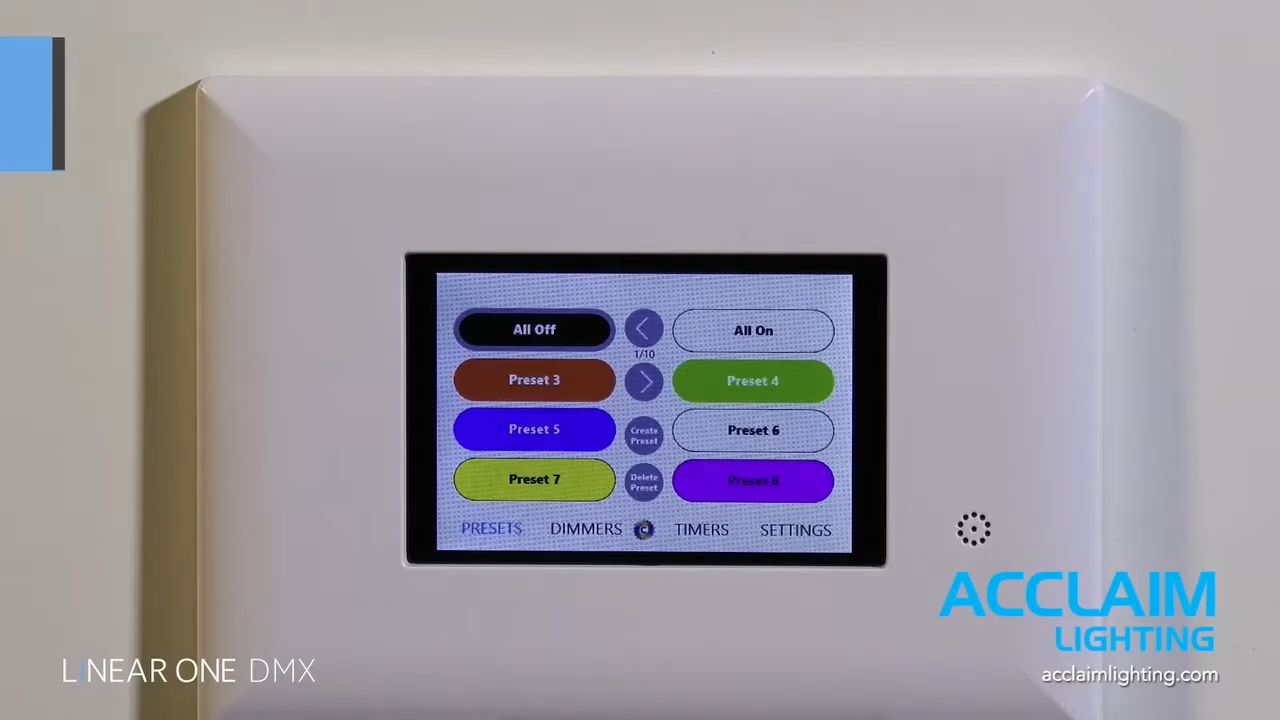 All Off
All On
1/10
Preset 3
Preset 4
Preset 5
Create
Preset
Preset 6
Preset 7
Delete
Preset
Preset 8
PRESETS DIMMERS C TIMERS SETTINGS
ACCLAIM
LIGHTING
LINEAR ONE DMX
acclaimlighting.com